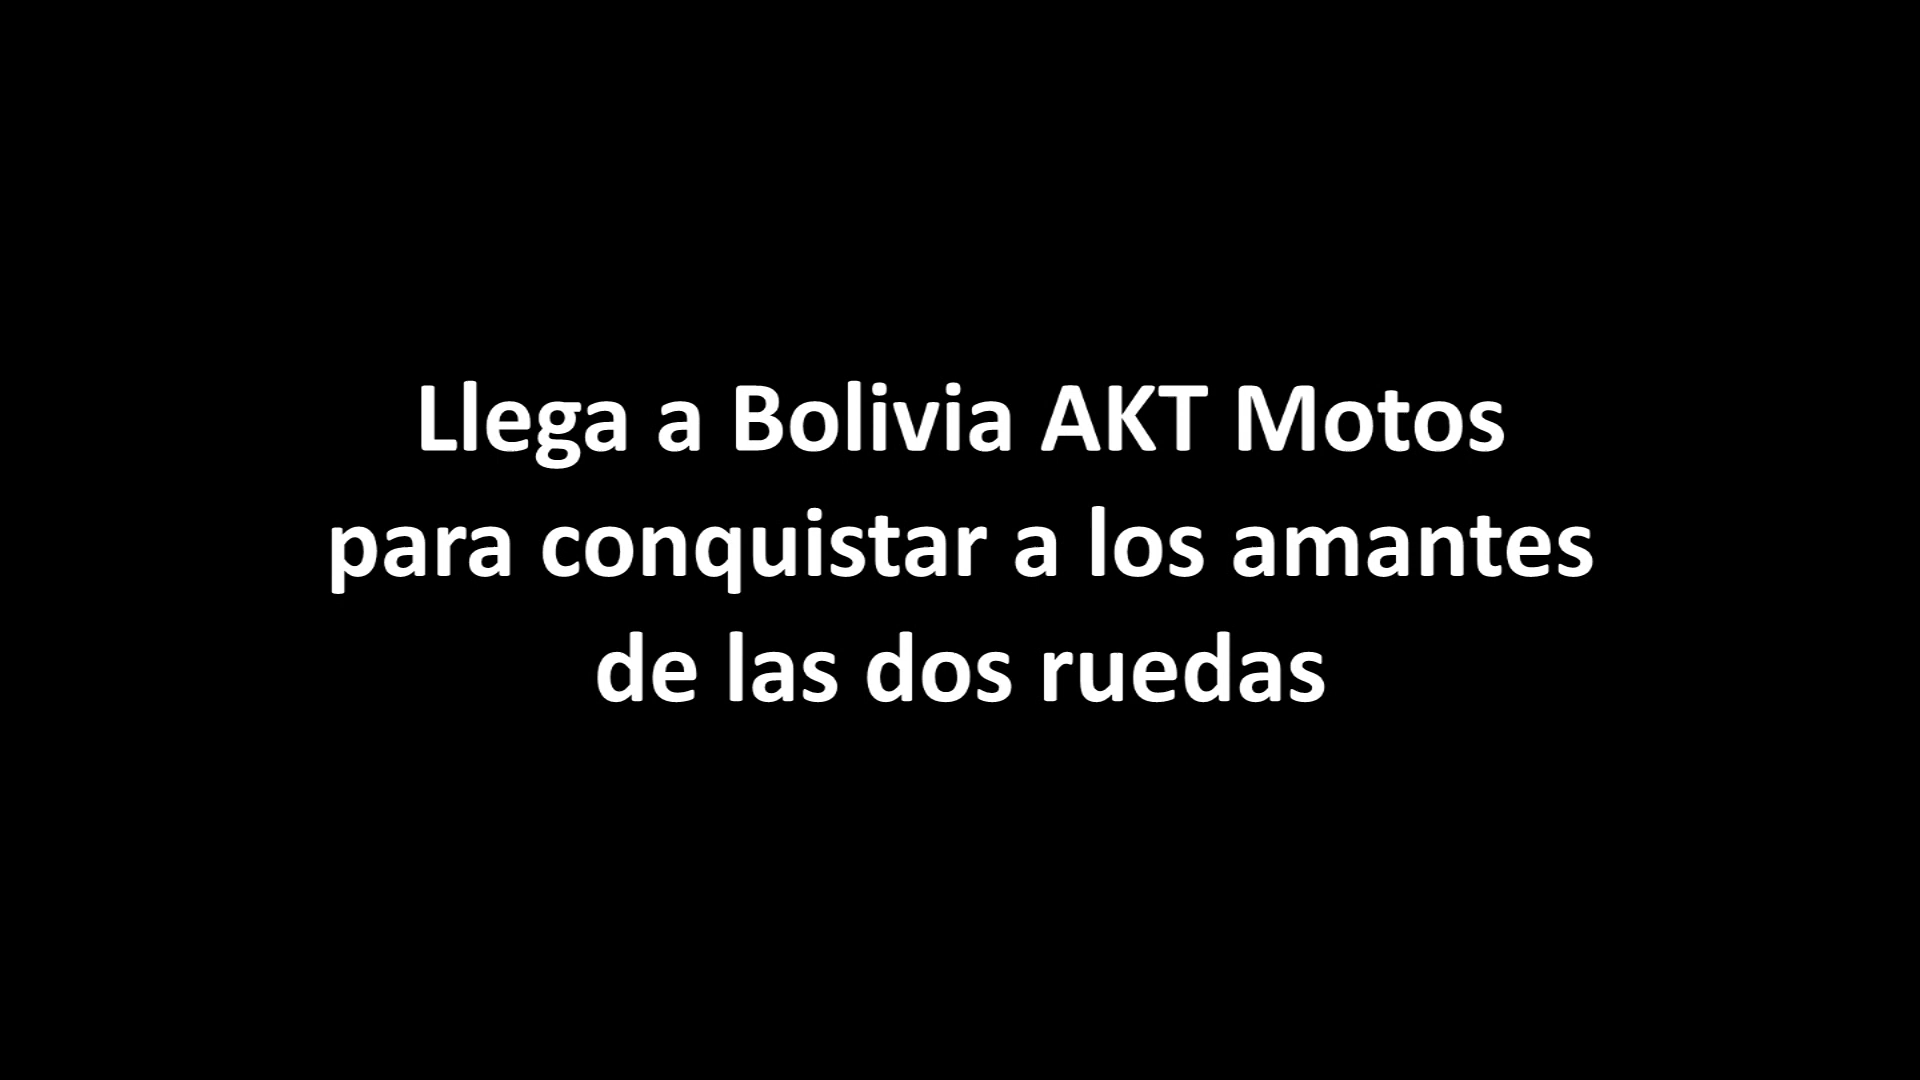 Llega a Bolivia AKT Motos
para conquistar a los amantes
de las dos ruedas